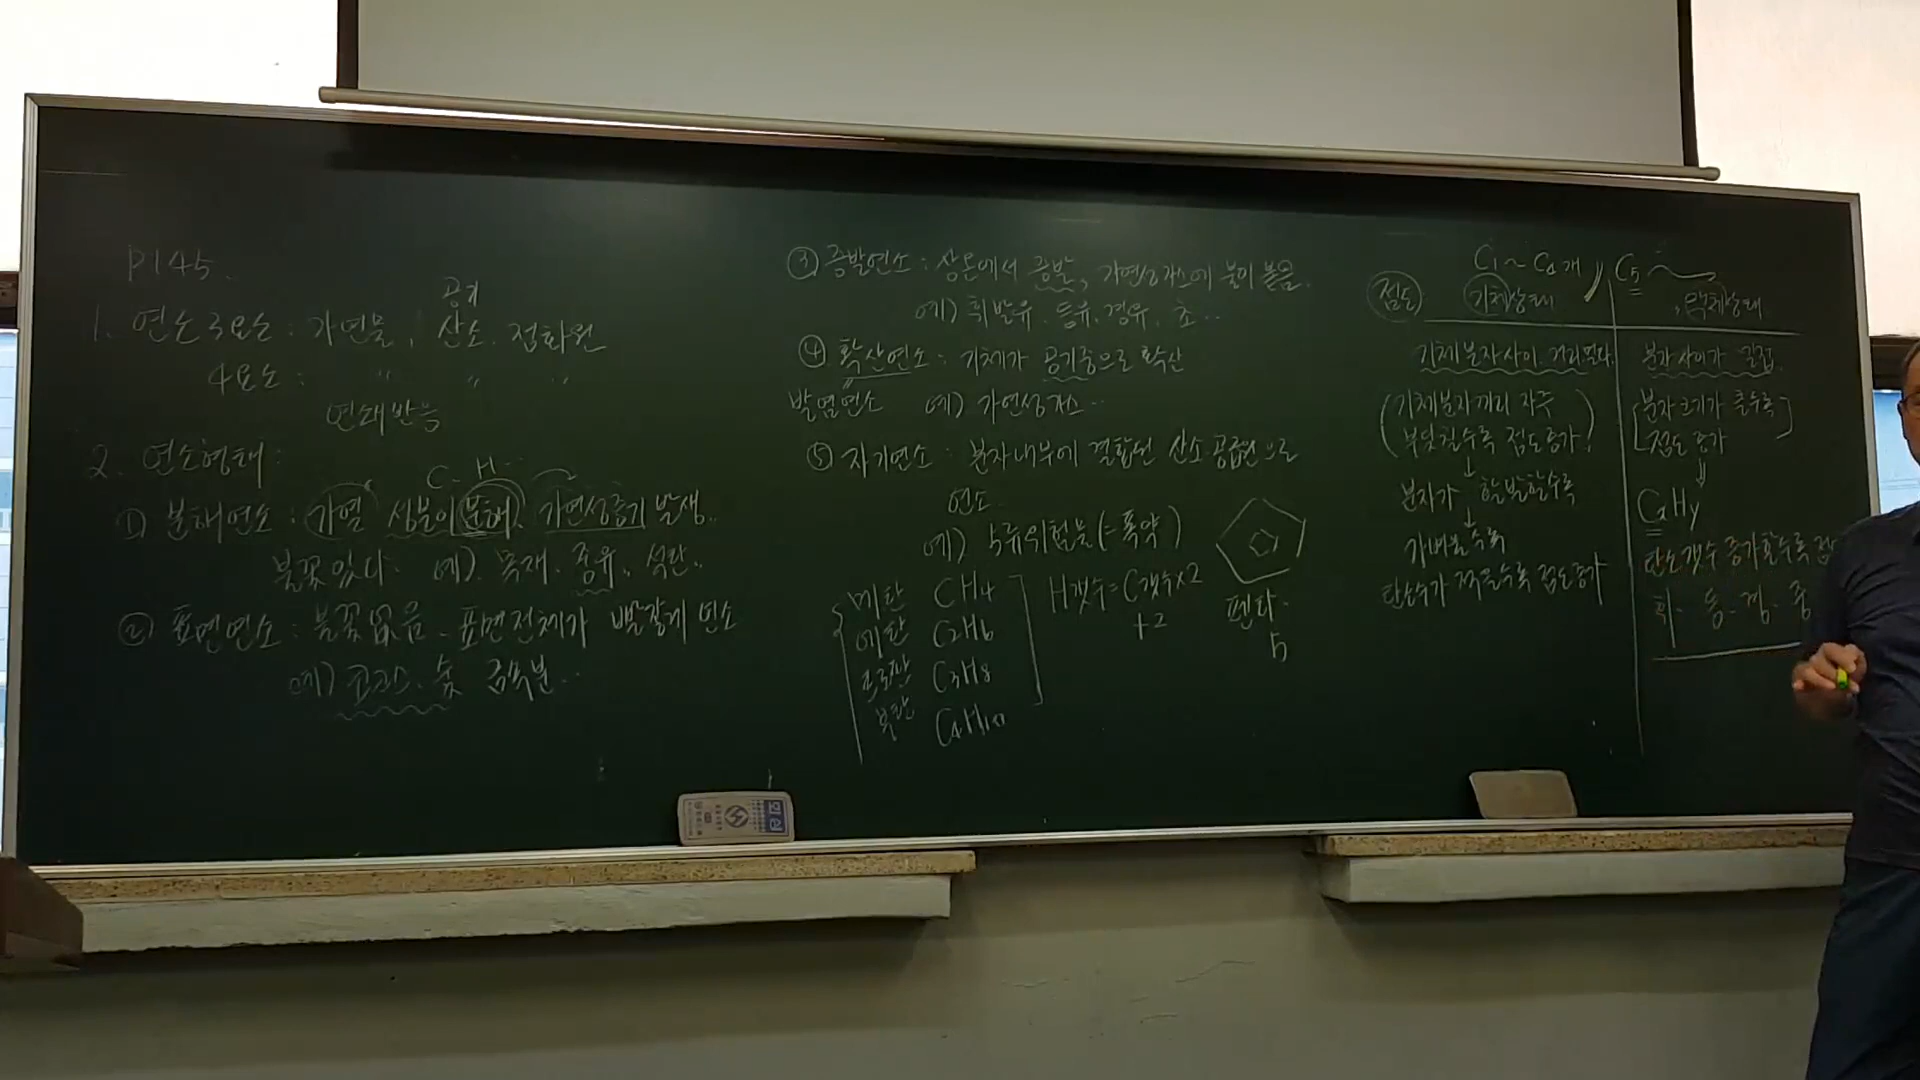 P145.
공기
1. 연소 3요소 : 가연물, 산소. 점화원
4요소 : " " "
연쇄반응
2. 연소형태 :
C. H...
① 분해연소 : 가열 성분이 분해, 가연성증기 발생..
불꽃 있다. 예) 목재. 중유. 석탄..
② 표면연소 : 불꽃 없음. 표면전체가 빨갛게 연소
예) 코크스. 숯 금속분...
③ 증발연소 : 상온에서 증발, 가연성가스에 불이 붙음.
예) 휘발유. 등유. 경유. 초..
④ 확산연소 : 기체가 공기중으로 확산
발염연소 예) 가연성가스..
⑤ 자기연소 : 분자내부에 결합된 산소공급원으로
연소.
예) 5류위험물(=폭약)
메탄 CH4
에탄 C2H6
프로판 C3H8
부탄 C4H10
H갯수=C갯수×2
+2
펜타.
5
점도
C1 ~ C4개
기체상태
기체분자사이 거리 멀다.
(기체분자끼리 자주
부딪칠수록 점도증가!)
↓
분자가 활발할수록
↓
가벼울수록
탄소수가 적을수록 점도증가
C5 ~
, 액체상태
분자사이가 밀접.
[분자크기가 클수록
점도 증가]
⇓
CxHy
탄소갯수 증가할수록 점
휘. 등. 경. 중